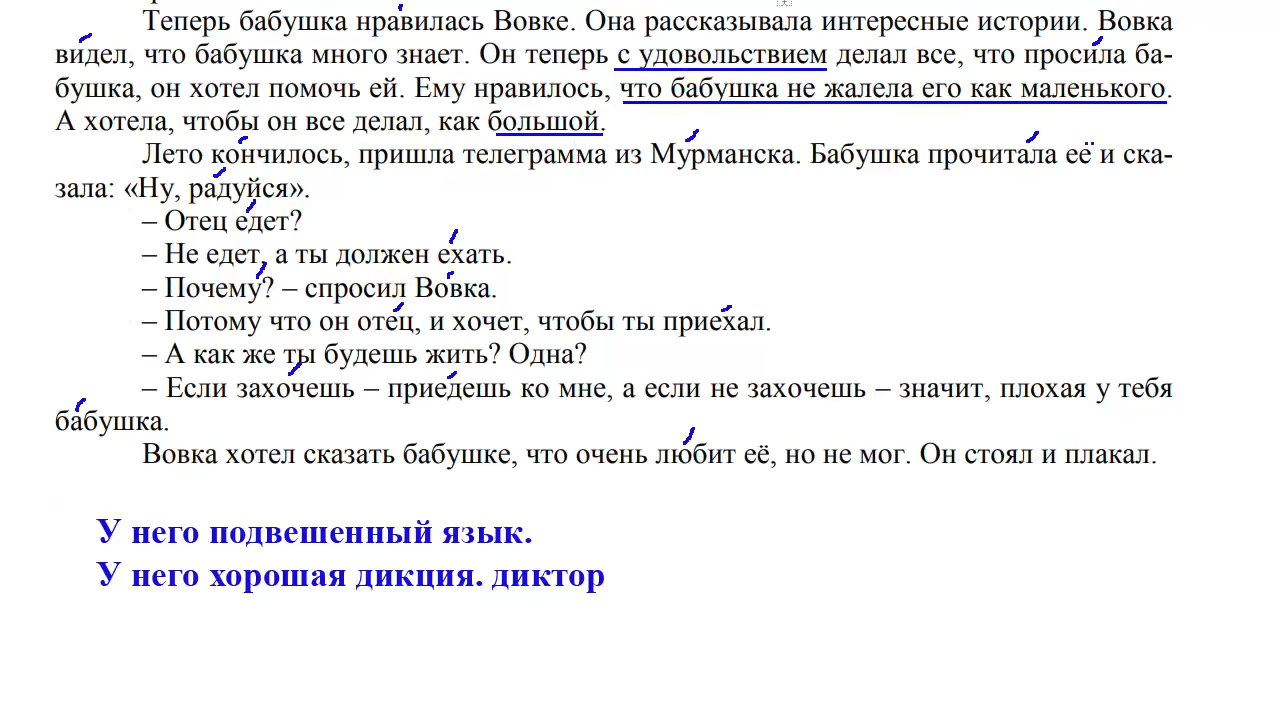 Теперь бабушка нравилась Вовке. Она рассказывала интересные истории. Вовка
видел, что бабушка много знает. Он теперь с удовольствием делал все, что просила ба-
бушка, он хотел помочь ей. Ему нравилось, что бабушка не жалела его как маленького.
А хотела, чтобы он все делал, как большой.
Лето кончилось, пришла телеграмма из Мурманска. Бабушка прочитала её и ска-
зала: «Ну, радуйся».
– Отец едет?
– Не едет, а ты должен ехать.
– Почему? – спросил Вовка.
– Потому что он отец, и хочет, чтобы ты приехал.
– А как же ты будешь жить? Одна?
– Если захочешь – приедешь ко мне, а если не захочешь – значит, плохая у тебя
бабушка.
Вовка хотел сказать бабушке, что очень любит её, но не мог. Он стоял и плакал.
У него подвешенный язык.
У него хорошая дикция. диктор